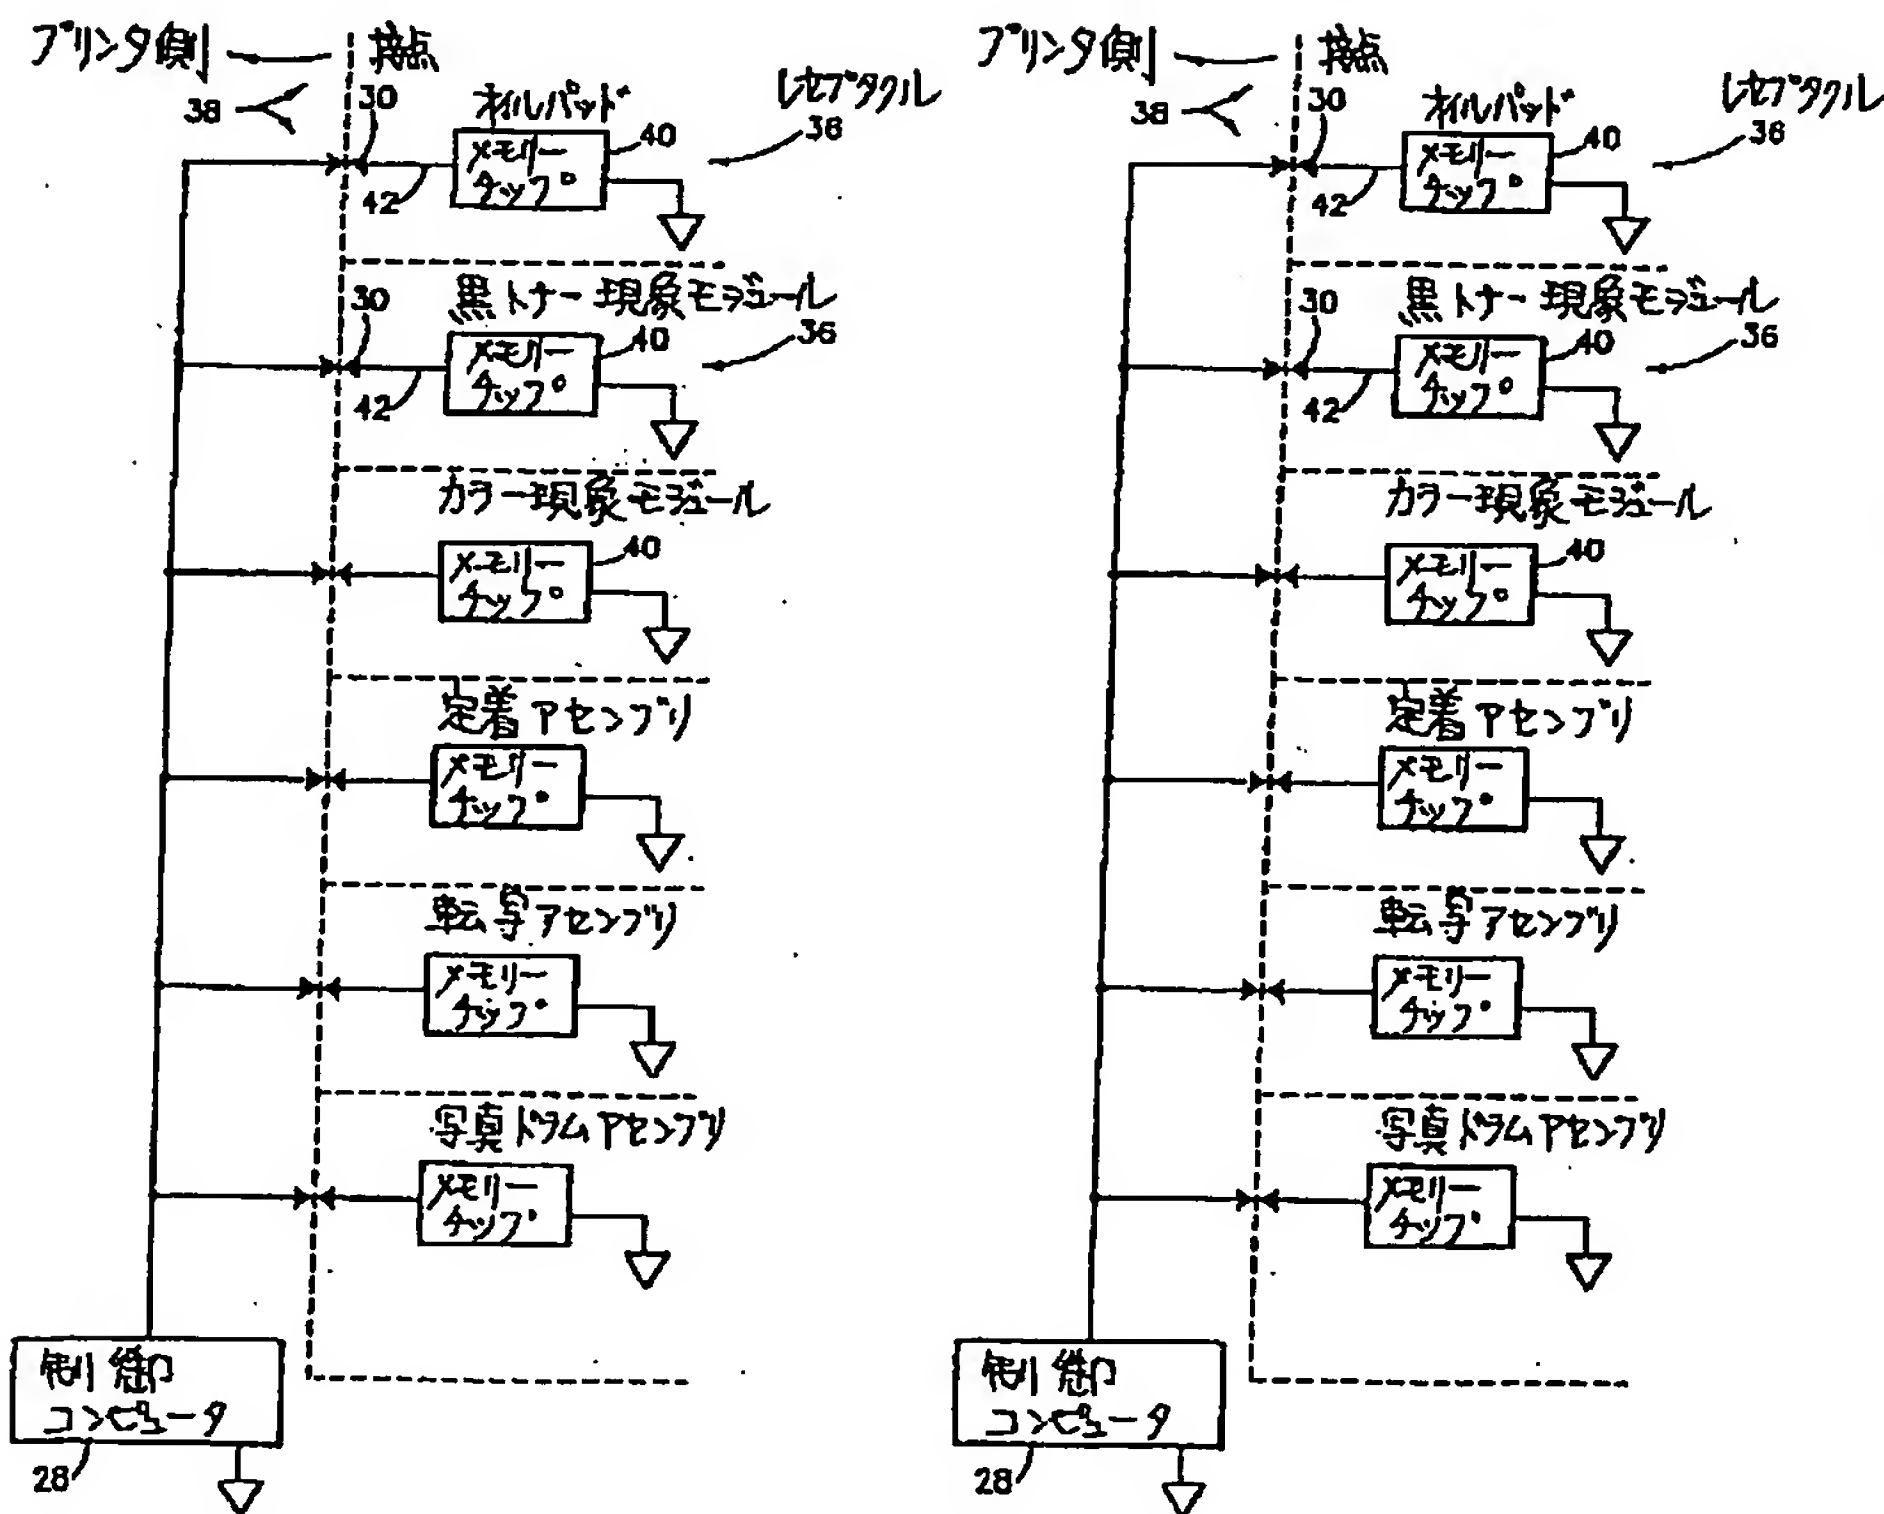 プリンタ側
接点
38
30
オイルパッド
レセプタクル
36
40
メモリー
チップ
42
黒トナー現象モジュール
30
36
40
メモリー
チップ
42
カラー現象モジュール
40
メモリー
チップ
定着アセンブリ
メモリー
チップ
転写アセンブリ
メモリー
チップ
写真ドラムアセンブリ
メモリー
チップ
制御
コンピュータ
28
プリンタ側
接点
38
30
オイルパッド
レセプタクル
36
40
メモリー
チップ
42
黒トナー現象モジュール
30
36
40
メモリー
チップ
42
カラー現象モジュール
40
メモリー
チップ
定着アセンブリ
メモリー
チップ
転写アセンブリ
メモリー
チップ
写真ドラムアセンブリ
メモリー
チップ
制御
コンピュータ
28